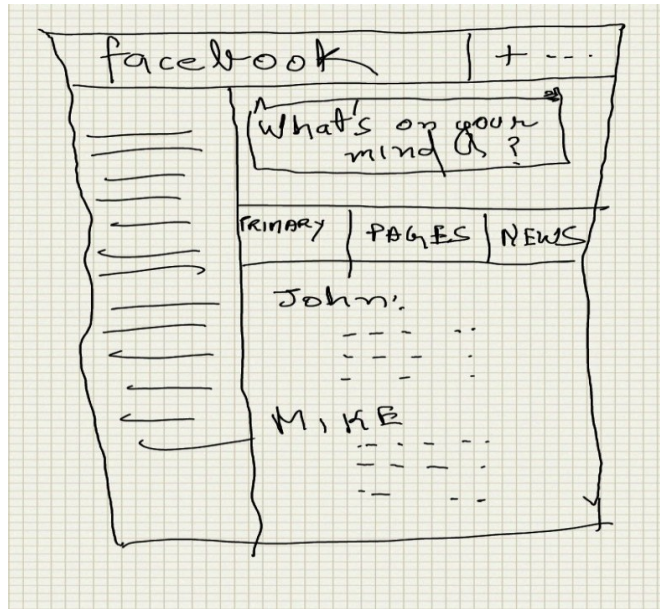 facebook + ...
What's on your
mind ?
PRIMARY PAGES NEWS
John:
MIKE